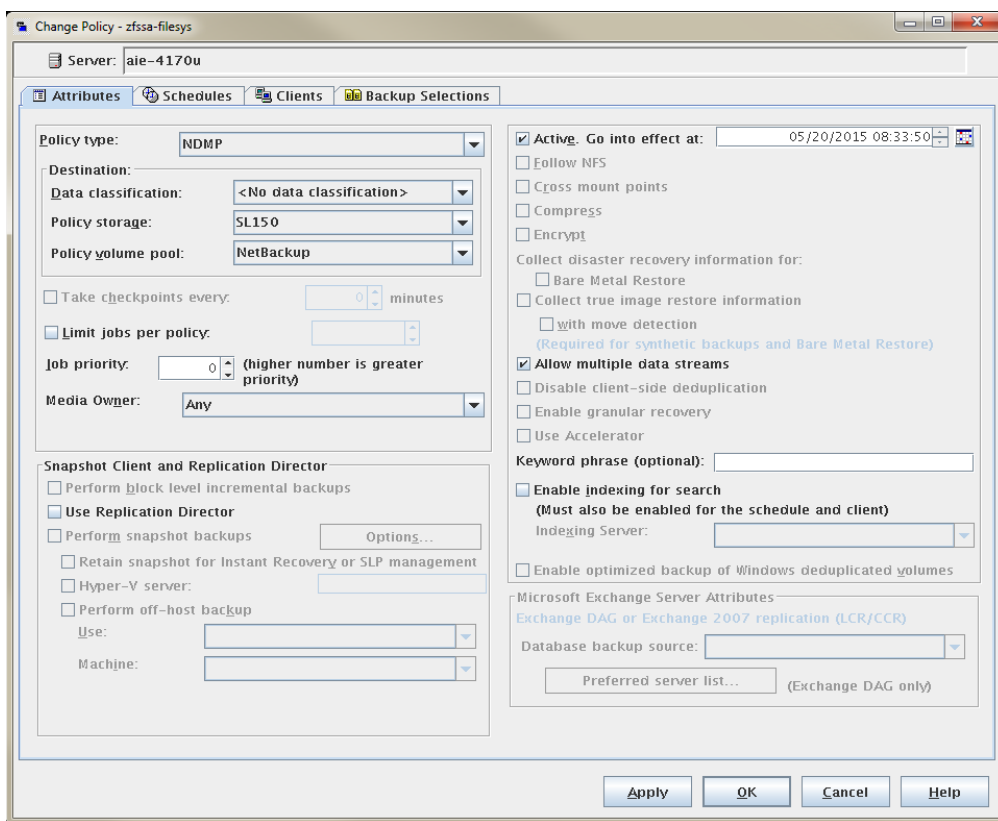 Change Policy - zfssa-filesys
Server: aie-4170u
Attributes Schedules Clients Backup Selections
Policy type: NDMP
Destination:
Data classification: <No data classification>
Policy storage: SL150
Policy volume pool: NetBackup
Take checkpoints every: 0 minutes
Limit jobs per policy:
Job priority: 0 (higher number is greater
priority)
Media Owner: Any
Snapshot Client and Replication Director
Perform block level incremental backups
Use Replication Director
Perform snapshot backups Options...
Retain snapshot for Instant Recovery or SLP management
Hyper-V server:
Perform off-host backup
Use:
Machine:
Active. Go into effect at: 05/20/2015 08:33:50
Follow NFS
Cross mount points
Compress
Encrypt
Collect disaster recovery information for:
Bare Metal Restore
Collect true image restore information
with move detection
(Required for synthetic backups and Bare Metal Restore)
Allow multiple data streams
Disable client-side deduplication
Enable granular recovery
Use Accelerator
Keyword phrase (optional):
Enable indexing for search
(Must also be enabled for the schedule and client)
Indexing Server:
Enable optimized backup of Windows deduplicated volumes
Microsoft Exchange Server Attributes
Exchange DAG or Exchange 2007 replication (LCR/CCR)
Database backup source:
Preferred server list... (Exchange DAG only)
Apply OK Cancel Help